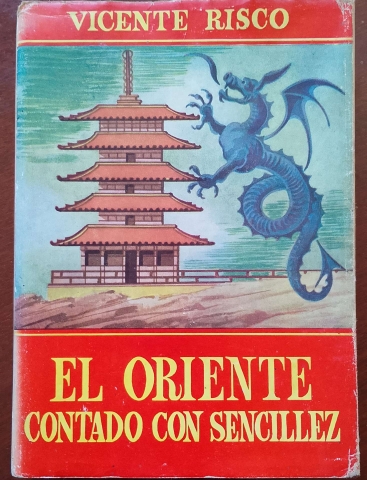 VICENTE RISCO
EL ORIENTE
CONTADO CON SENCILLEZ